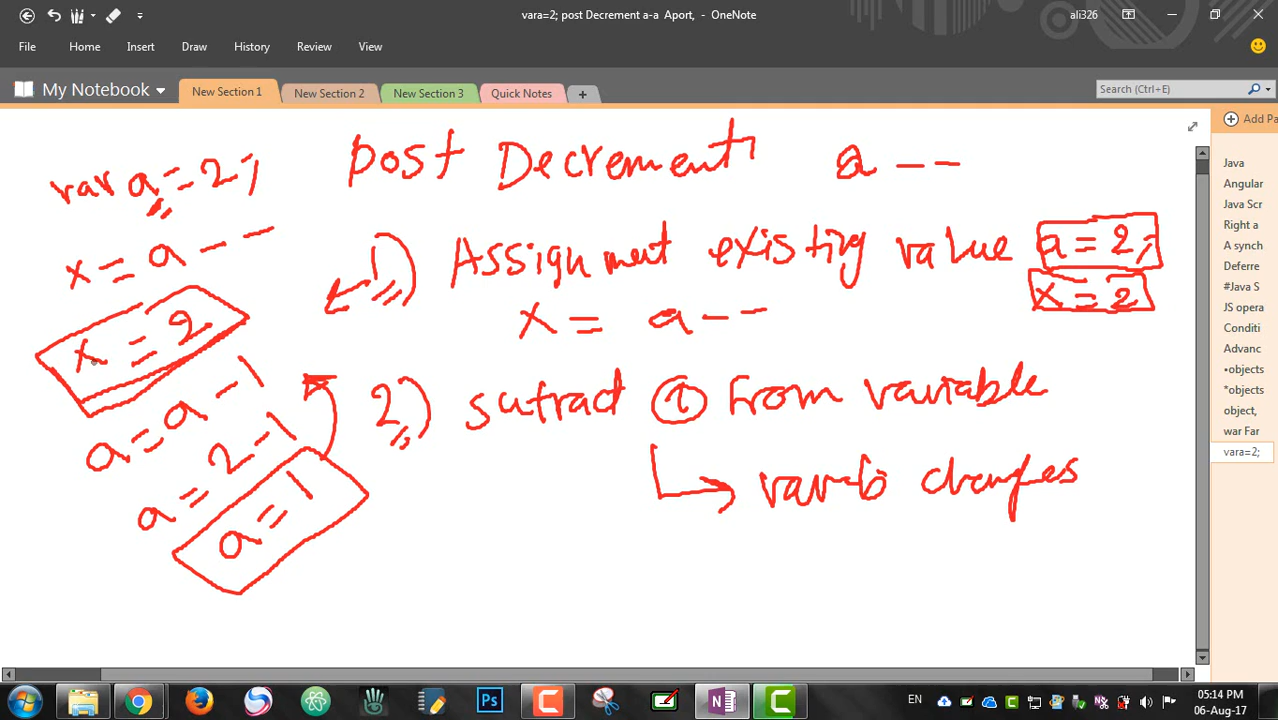 vara=2; post Decrement a-a Aport, - OneNote
ali326
File Home Insert Draw History Review View
My Notebook
New Section 1
New Section 2
New Section 3
Quick Notes
Search (Ctrl+E)
Add Pa
post Decrement a - -
var a = 2;
x = a - -
x = 2
a = a - 1
a = 2 - 1
a = 1
1) Assignment existing value a = 2;
x = 2
x = a - -
2) sutract 1 From variable
changes
Java
Angular
Java Scr
Right a
A synch
Deferre
#Java S
JS opera
Conditi
Advanc
•objects
*objects
object,
war Far
vara=2;
EN
05:14 PM
06-Aug-17